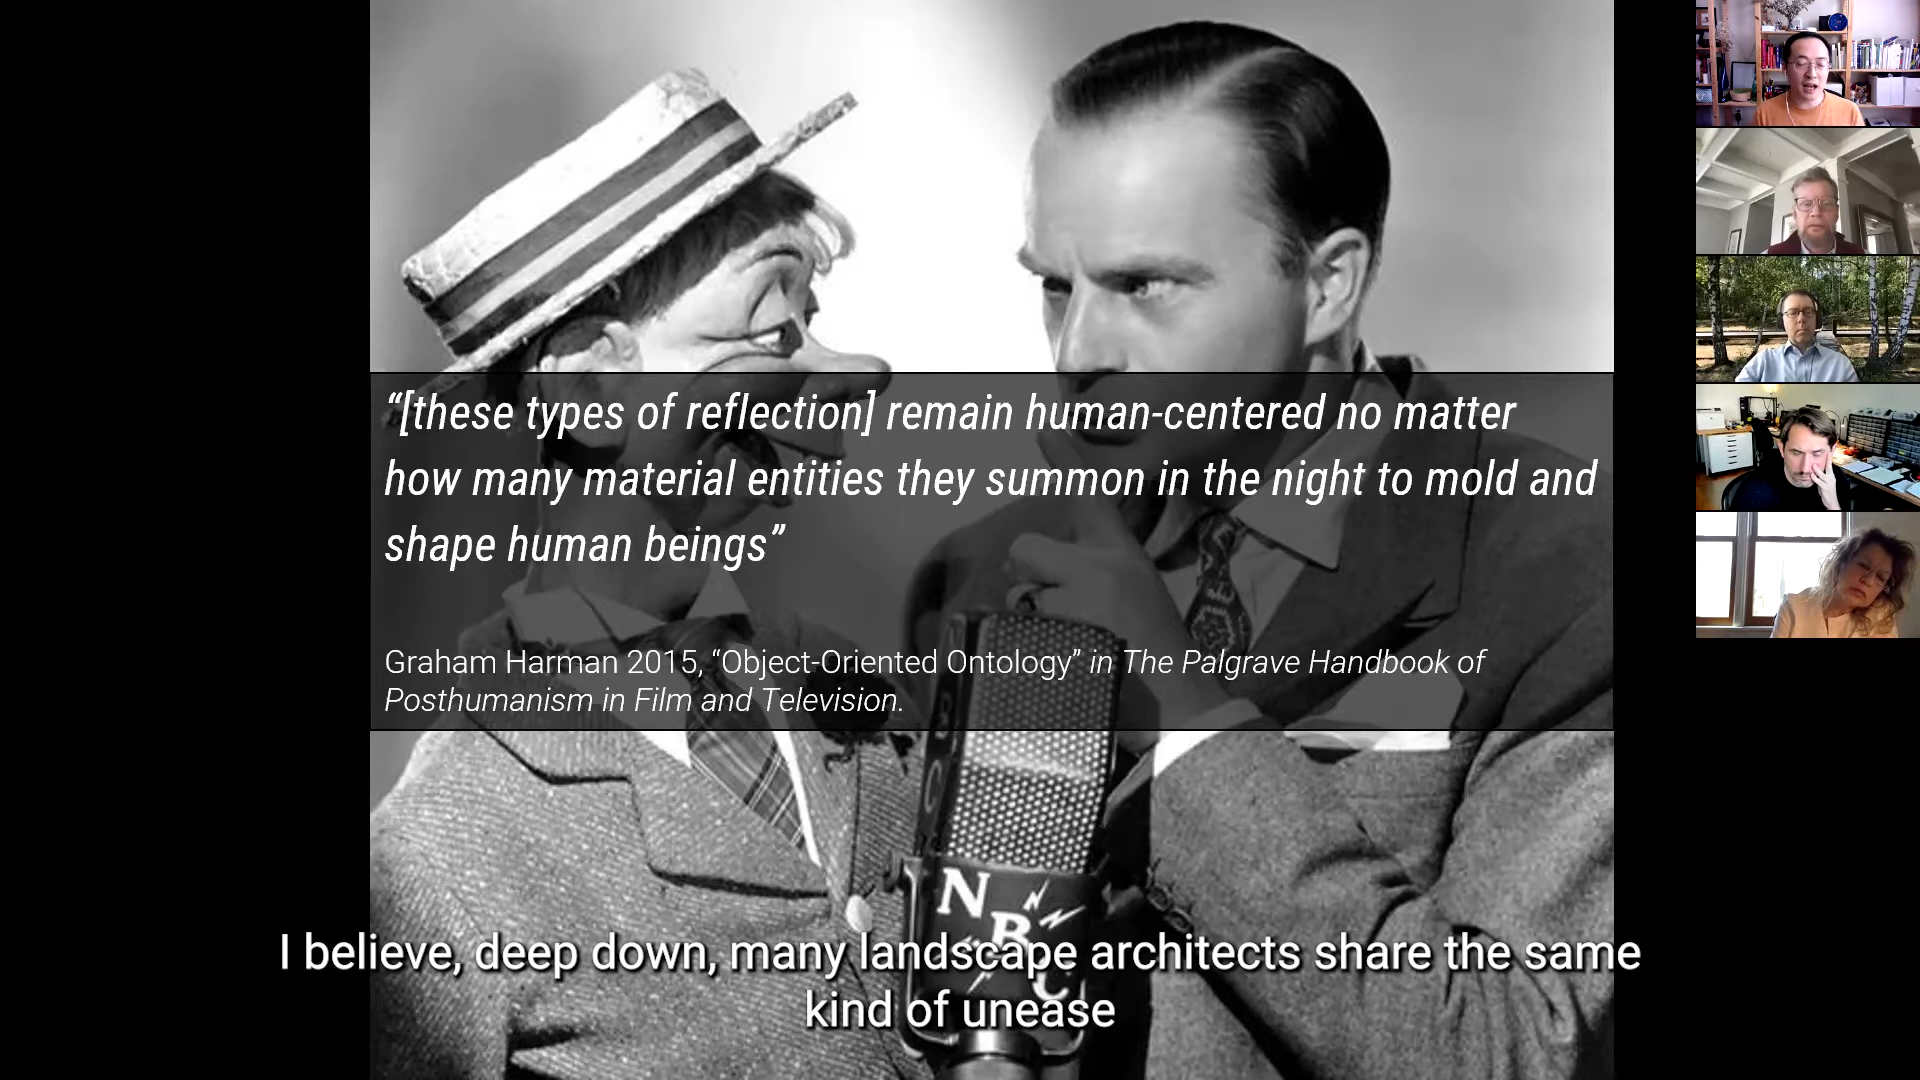 “[these types of reflection] remain human-centered no matter
how many material entities they summon in the night to mold and
shape human beings”
Graham Harman 2015, “Object-Oriented Ontology” in The Palgrave Handbook of
Posthumanism in Film and Television.
NBC
I believe, deep down, many landscape architects share the same
kind of unease